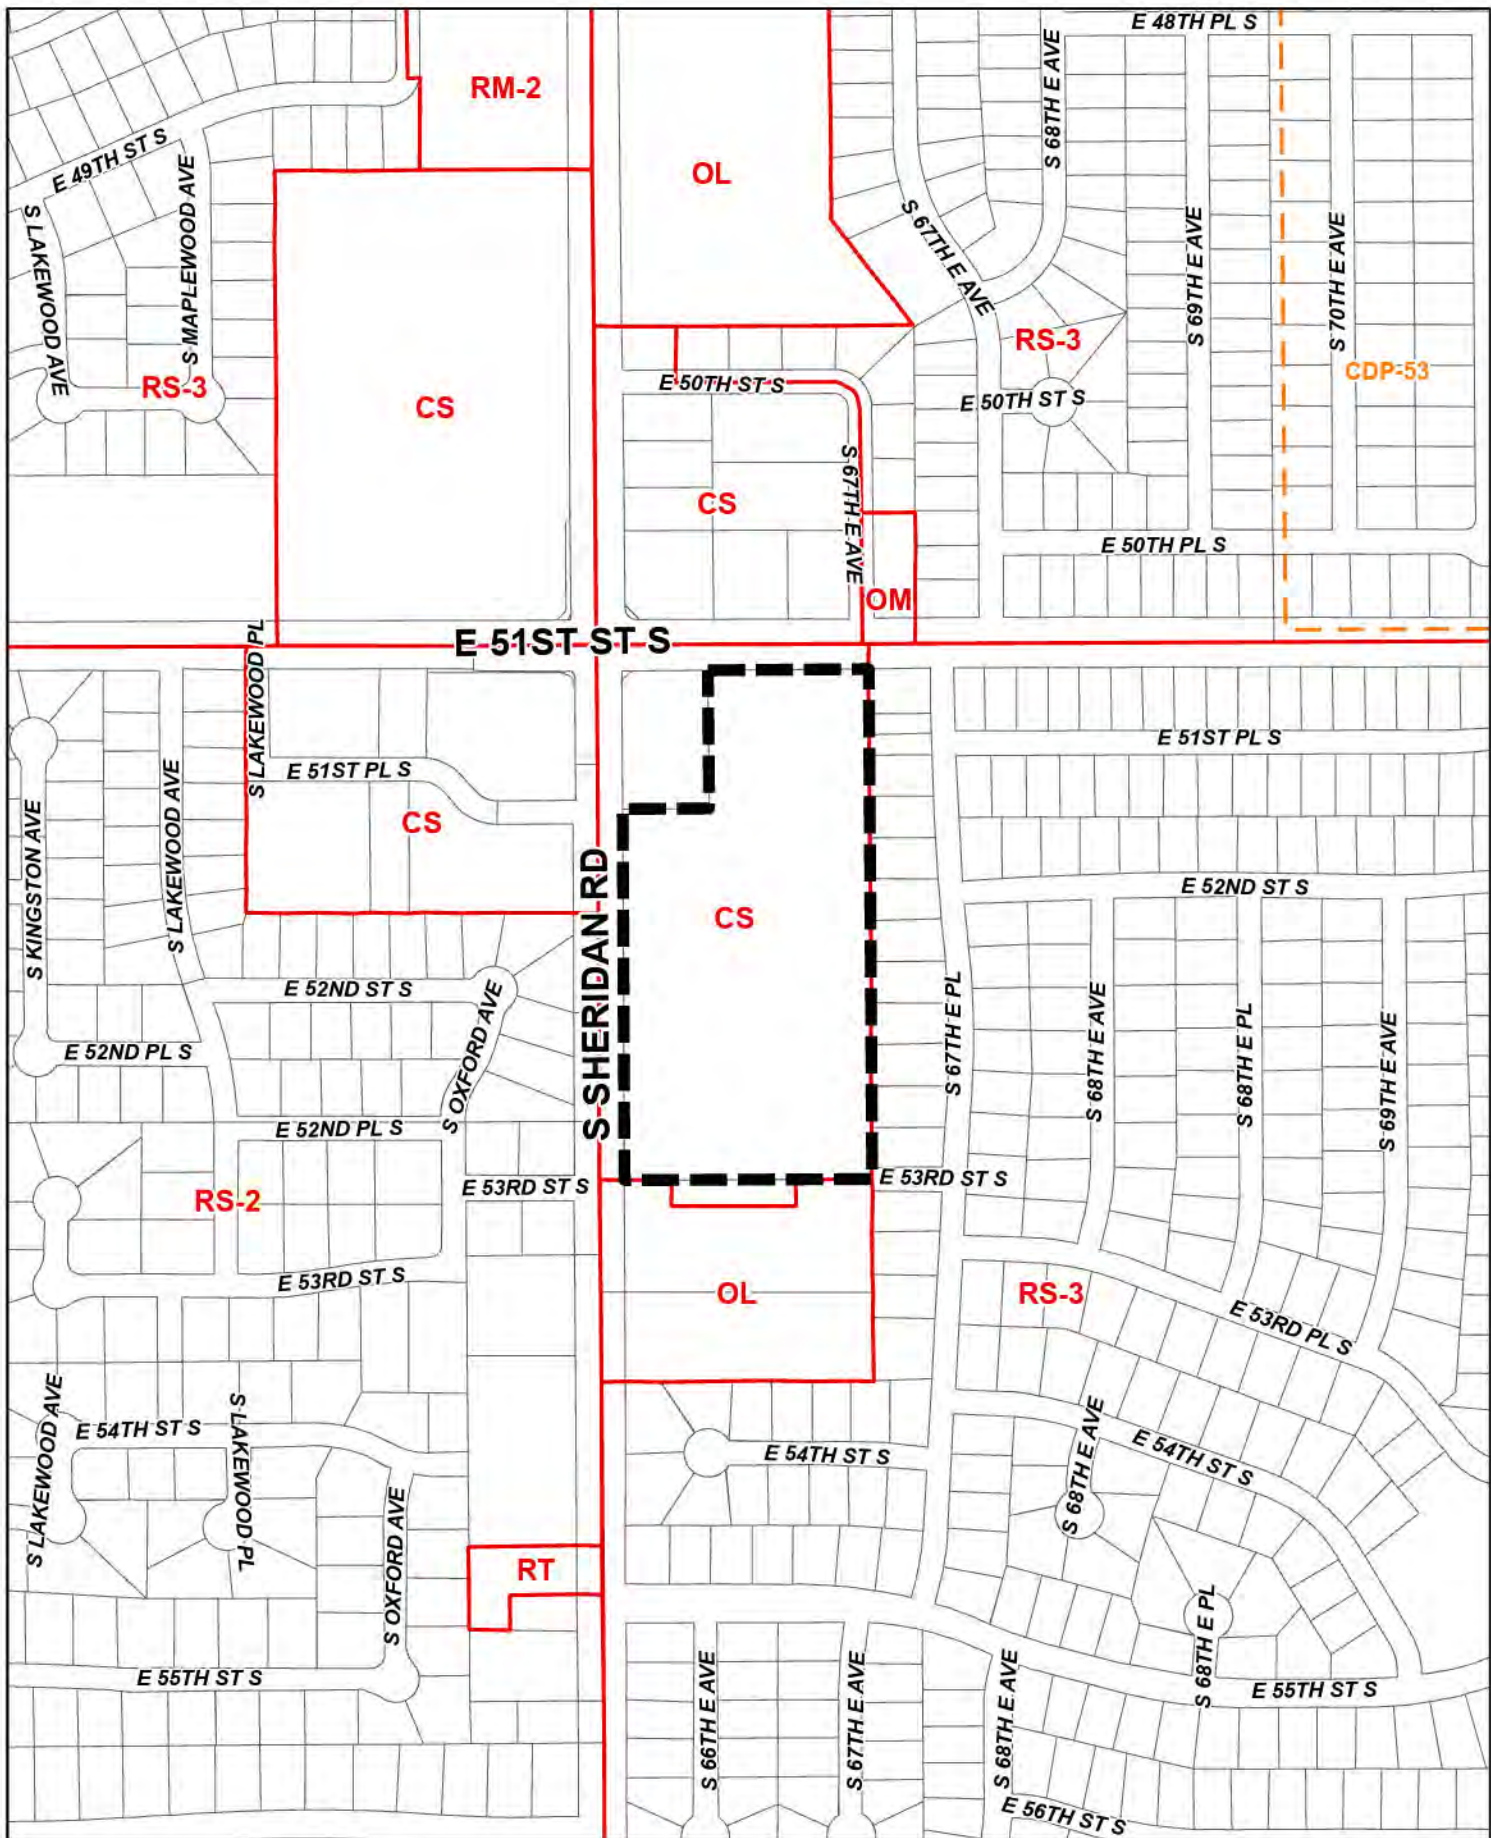 E 48TH PL S
RM-2
S 68TH E AVE
E 49TH ST S
S MAPLEWOOD AVE
OL
S LAKEWOOD AVE
S 67TH E AVE
S 69TH E AVE
S 70TH E AVE
RS-3
RS-3
CDP-53
E 50TH ST S
E 50TH ST S
CS
S 67TH E AVE
CS
E 50TH PL S
OM
E 51ST ST S
S LAKEWOOD PL
E 51ST PL S
E 51ST PL S
S LAKEWOOD AVE
S KINGSTON AVE
CS
E 52ND ST S
CS
S SHERIDAN RD
E 52ND ST S
S OXFORD AVE
S 67TH E PL
S 68TH E AVE
S 68TH E PL
S 69TH E AVE
E 52ND PL S
E 52ND PL S
E 53RD ST S
E 53RD ST S
RS-2
E 53RD ST S
OL
RS-3
E 53RD PL S
S LAKEWOOD AVE
E 54TH ST S
S LAKEWOOD PL
E 54TH ST S
S 68TH E AVE
E 54TH ST S
S OXFORD AVE
RT
S 68TH E PL
E 55TH ST S
E 55TH ST S
S 66TH E AVE
S 67TH E AVE
S 68TH E AVE
E 56TH ST S